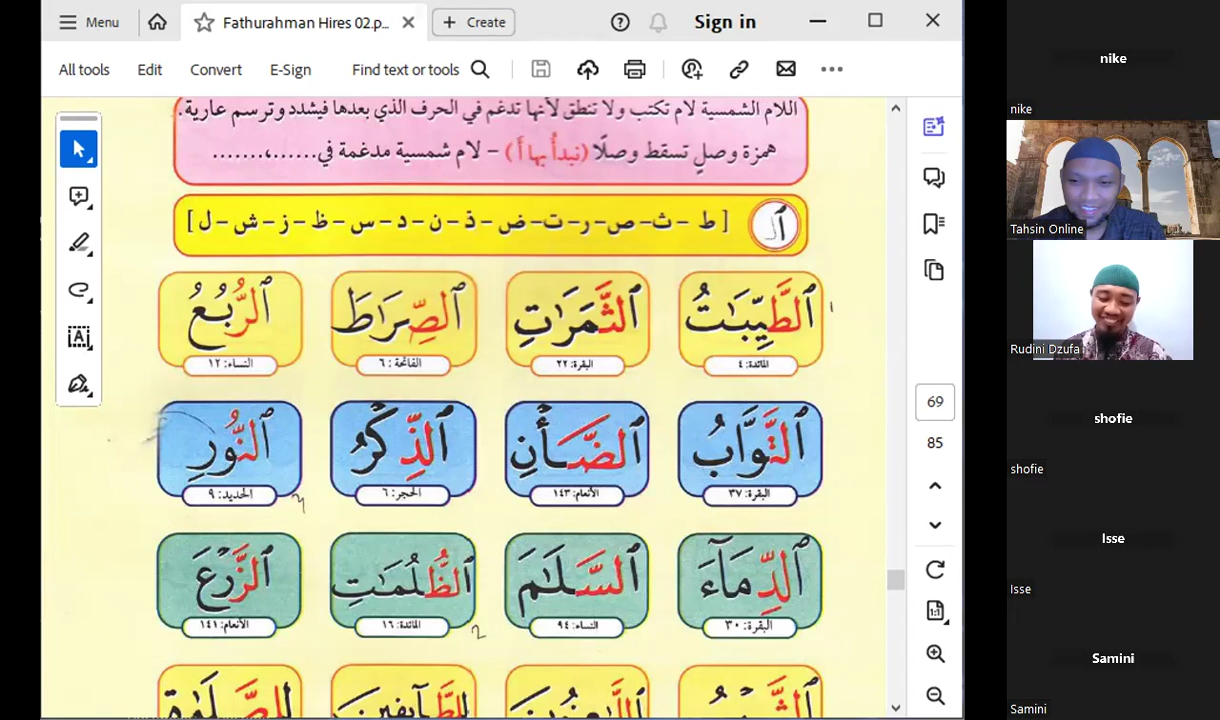 Menu
Fathurahman Hires 02.p...
Create
Sign in
All tools
Edit
Convert
E-Sign
Find text or tools
اللام الشمسية لام تكتب ولا تنطق لأنها تدغم في الحرف الذي بعدها فيشدد وترسم عارية.
همزة وصلٍ تسقط وصلًا (نبدأ بها أَ) – لام شمسية مدغمة في......،.......
ٱل [ ط – ث – ص – ر – ت – ض – ذ – ن – د – س – ظ – ز – ش – ل ]
ٱلطَّيِّبَـٰتُ ٱلثَّمَرَٰتِ ٱلصِّرَٰطَ ٱلرُّبُعُ
المائدة: ٤ البقرة: ٢٢ الفاتحة: ٦ النساء: ١٢
ٱلتَّوَّابُ ٱلضَّأْنِ ٱلذِّكْرُ ٱلنُّورِ
البقرة: ٣٧ الأنعام: ١٤٣ الحجر: ٦ الحديد: ٩
ٱلدِّمَآءَ ٱلسَّلَـٰمَ ٱلظُّلُمَـٰتِ ٱلزَّرْعَ
البقرة: ٣٠ النساء: ٩٤ المائدة: ١٦ الأنعام: ١٤١
2
69
85
1:1
nike
nike
Tahsin Online
Rudini Dzufa
shofie
shofie
Isse
Isse
Samini
Samini